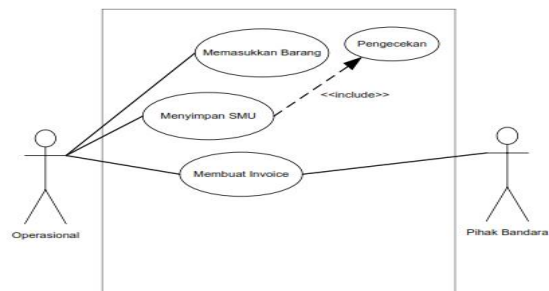 Pengecekan
Memasukkan Barang
<<include>>
Menyimpan SMU
Membuat Invoice
Operasional
Pihak Bandara